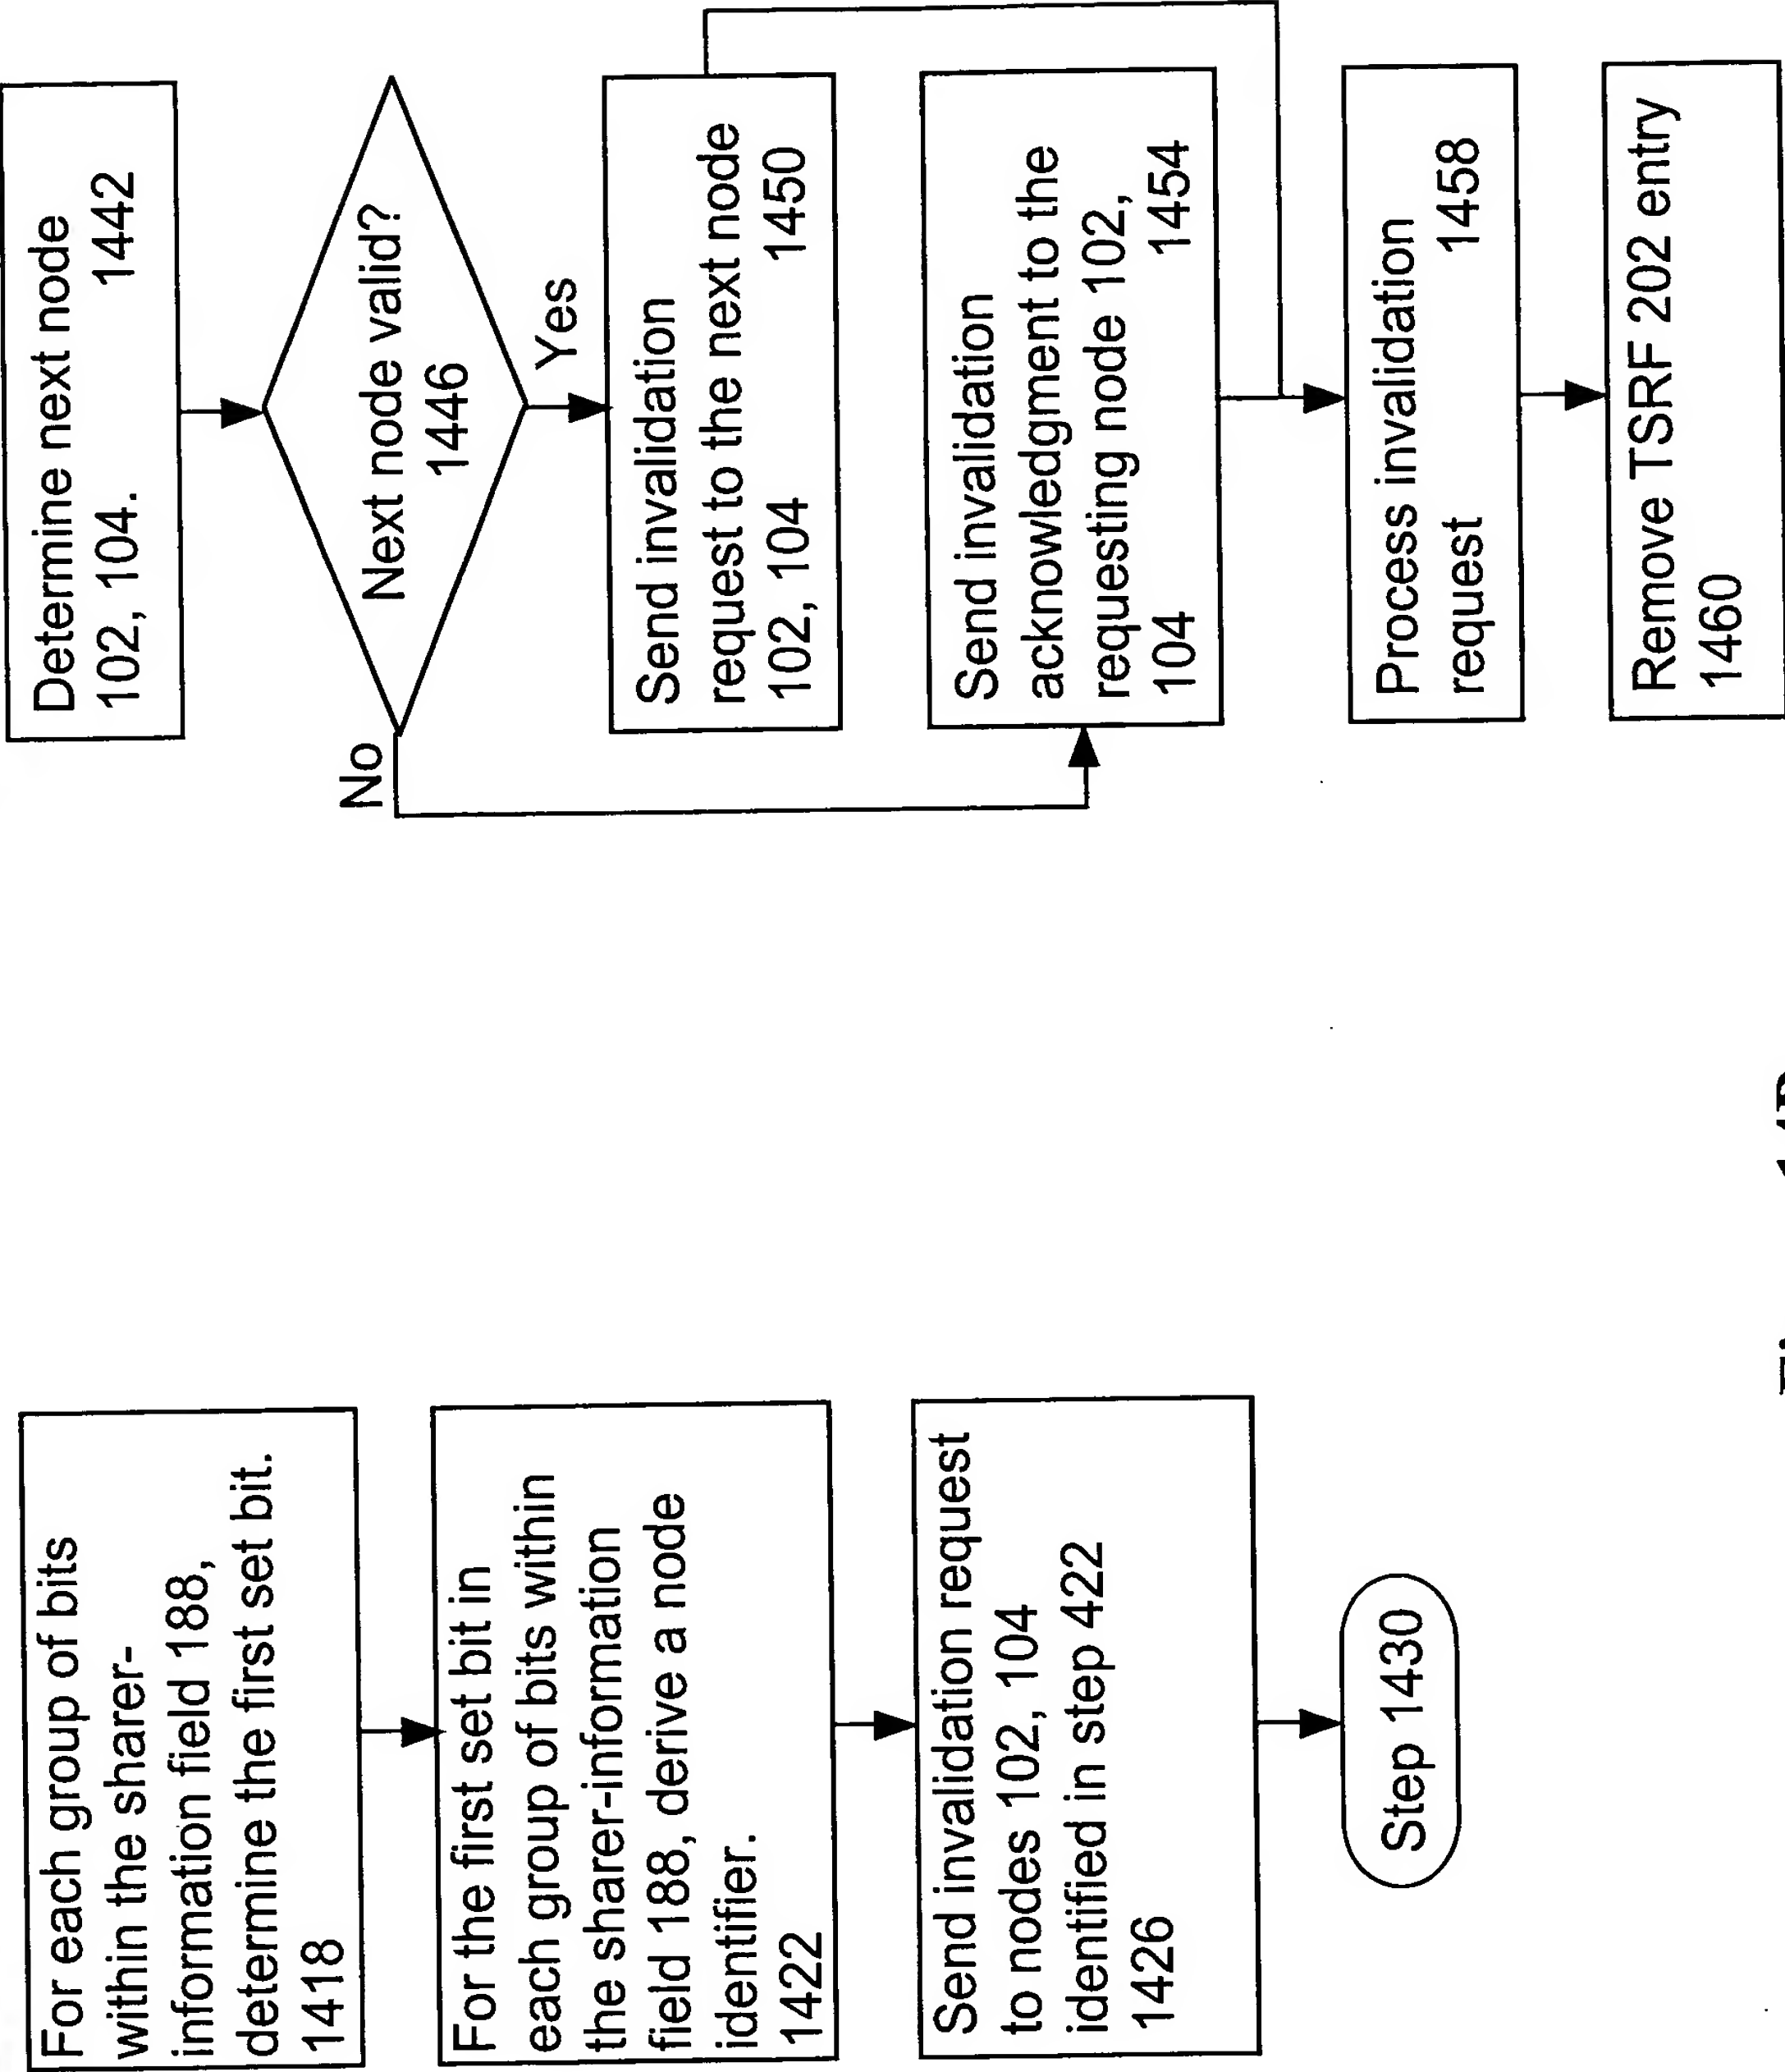 For each group of bits
within the sharer-
information field 188,
determine the first set bit.
1418
For the first set bit in
each group of bits within
the sharer-information
field 188, derive a node
identifier.
1422
Send invalidation request
to nodes 102, 104
identified in step 422
1426
Step 1430
Determine next node
102, 104. 1442
Next node valid?
1446
No
Yes
Send invalidation
request to the next node
102, 104 1450
Send invalidation
acknowledgment to the
requesting node 102,
104 1454
Process invalidation
request 1458
Remove TSRF 202 entry
1460